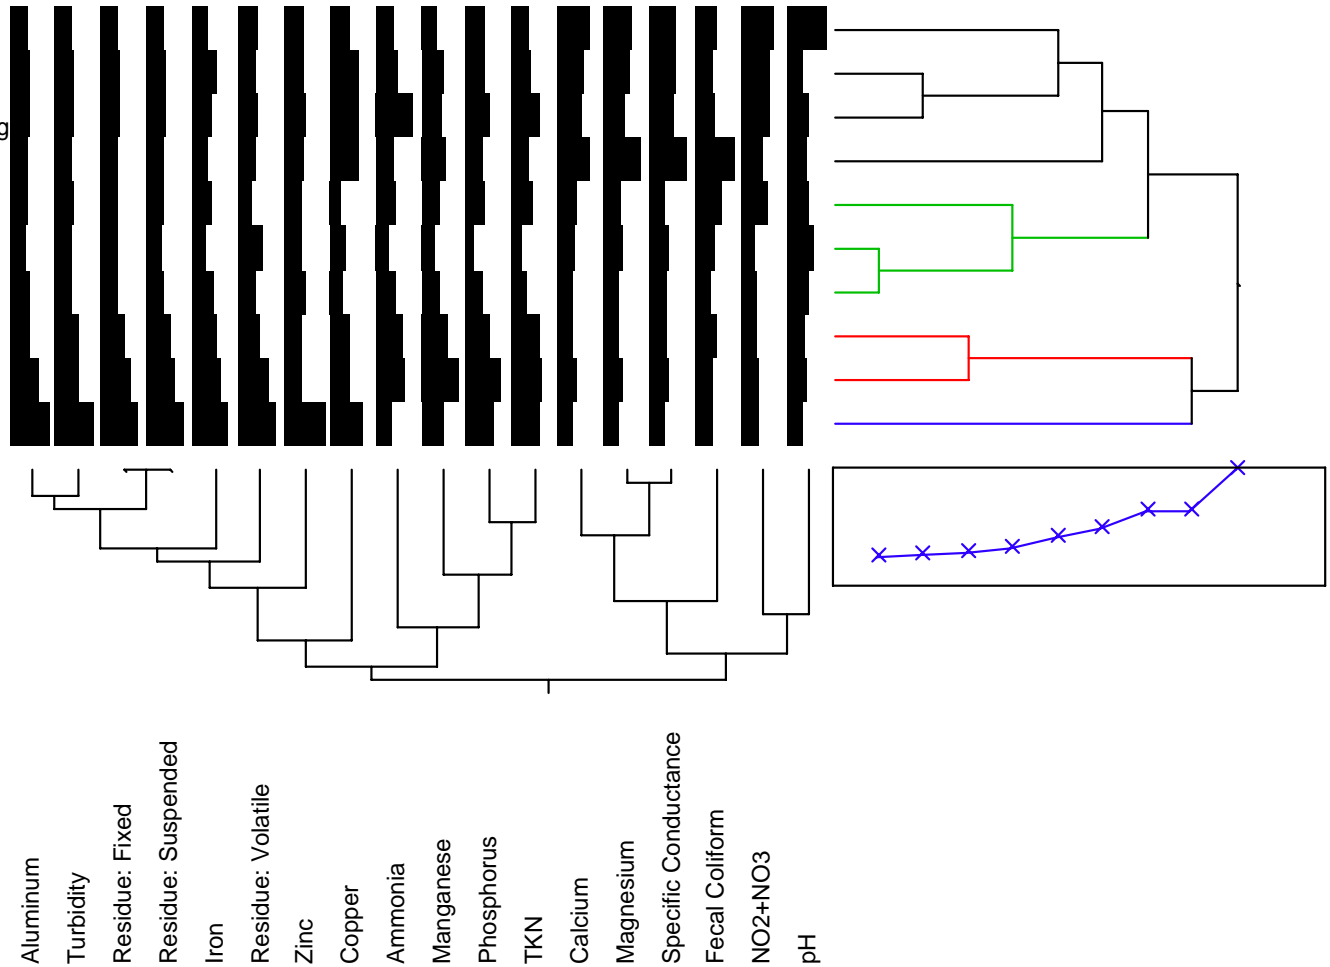 g
Aluminum
Turbidity
Residue: Fixed
Residue: Suspended
Iron
Residue: Volatile
Zinc
Copper
Ammonia
Manganese
Phosphorus
TKN
Calcium
Magnesium
Specific Conductance
Fecal Coliform
NO2+NO3
pH